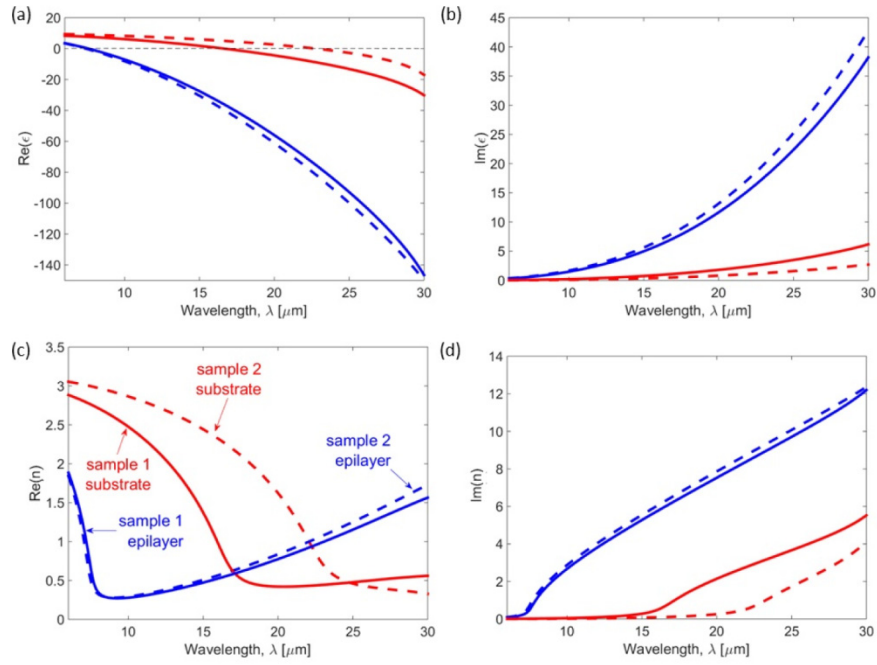 (a)
20
0
-20
-40
-60
-80
-100
-120
-140
Re(ϵ)
10 15 20 25 30
Wavelength, λ [μm]
(b)
45
40
35
30
25
20
15
10
5
0
Im(ϵ)
10 15 20 25 30
Wavelength, λ [μm]
(c)
3.5
3
2.5
2
1.5
1
0.5
0
Re(n)
sample 2
substrate
sample 1
substrate
sample 2
epilayer
sample 1
epilayer
10 15 20 25 30
Wavelength, λ [μm]
(d)
14
12
10
8
6
4
2
0
Im(n)
10 15 20 25 30
Wavelength, λ [μm]